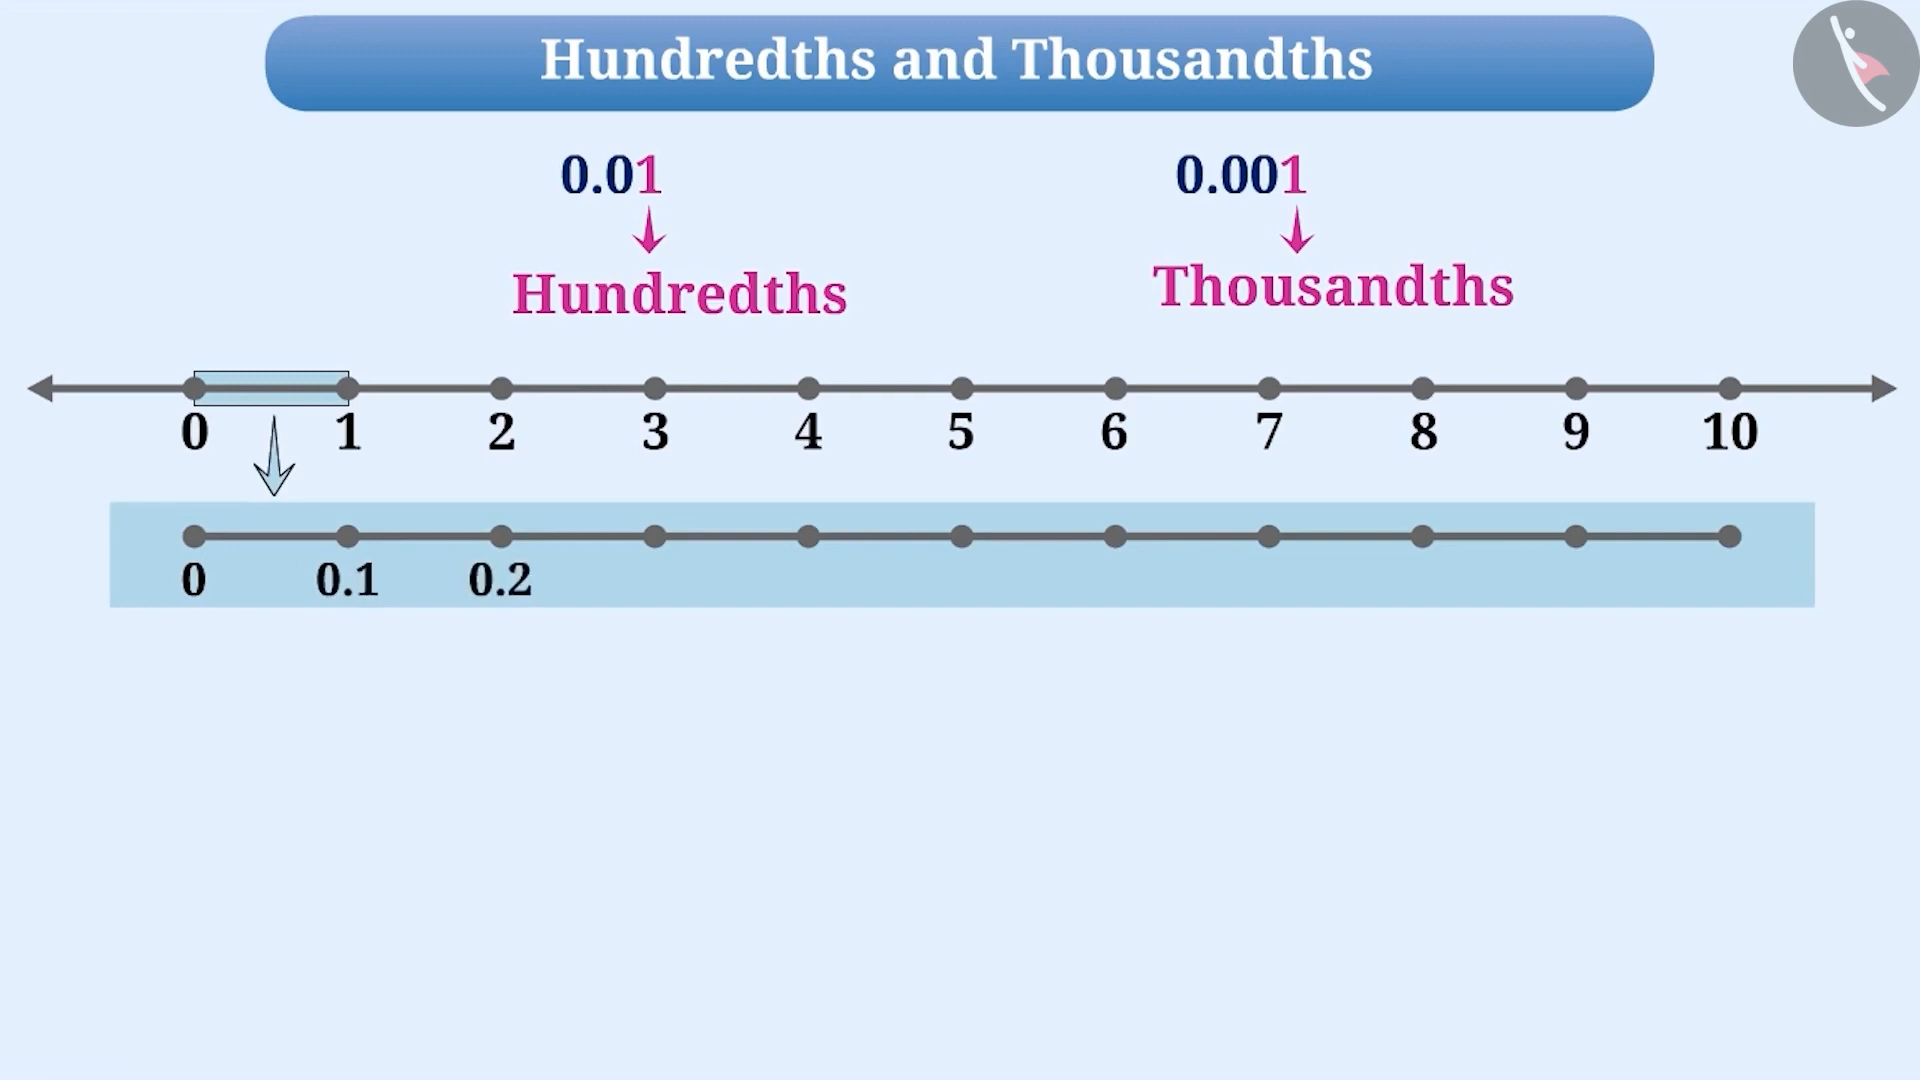 Hundredths and Thousandths
0.01 0.001
Hundredths Thousandths
0 1 2 3 4 5 6 7 8 9 10
0 0.1 0.2